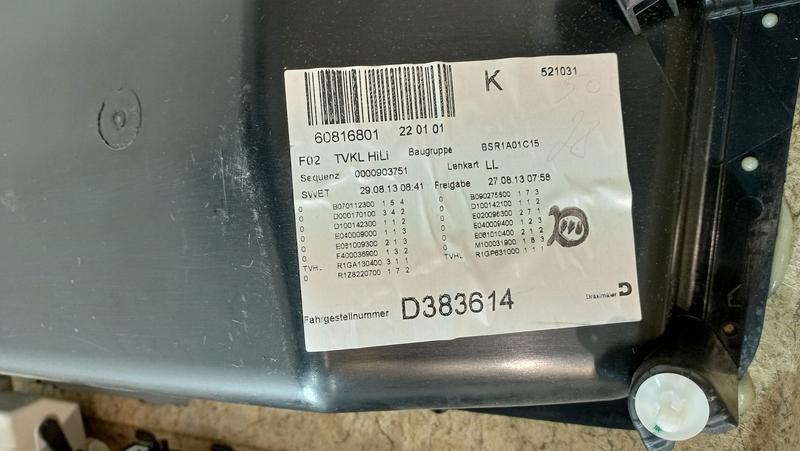 K 521031
60816801 22 01 01
F02 TVKL HiLi Baugruppe BSR1A01C15
Sequenz 0000903751 Lenkart LL
SWET 29.08.13 08:41 Freigabe 27.08.13 07:58
0 B070112300 1 5 4 0 B090275500 1 7 3
0 D000170100 3 4 2 0 D100142100 1 1 1
0 D100142300 1 1 0 E020096300 2 7 1
0 E040009000 1 1 3 0 E040009400 1 2 3
0 E081009300 2 1 3 0 E061010400 2 1 2
0 F400036900 1 3 2 0 M100031900 1 8 3
TVHL R1GA130400 3 1 1 TVHL R1GP631000 1 1 1
0 R1Z8220700 1 7 2
Fahrgestellnummer D383614
Dräxlmaier